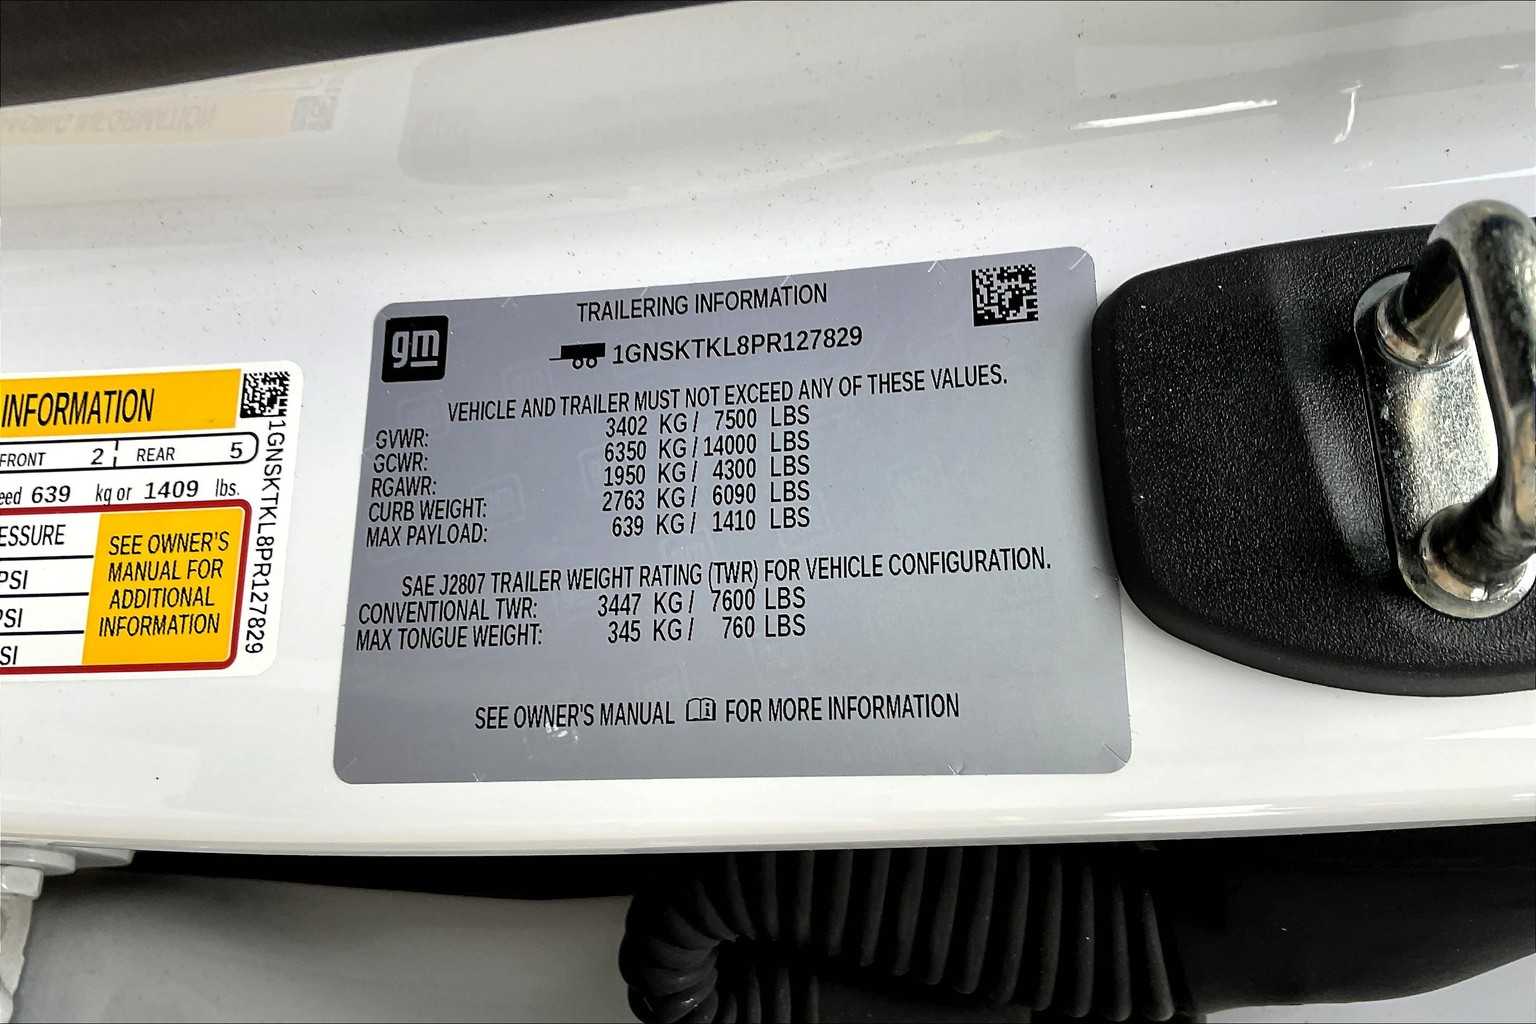 INFORMATION
FRONT 2 REAR 5
eed 639 kg or 1409 lbs.
ESSURE
PSI
PSI
SI
SEE OWNER'S
MANUAL FOR
ADDITIONAL
INFORMATION
1GNSKTKL8PR127829
gm
TRAILERING INFORMATION
1GNSKTKL8PR127829
VEHICLE AND TRAILER MUST NOT EXCEED ANY OF THESE VALUES.
GVWR: 3402 KG/ 7500 LBS
GCWR: 6350 KG/14000 LBS
RGAWR: 1950 KG/ 4300 LBS
CURB WEIGHT: 2763 KG/ 6090 LBS
MAX PAYLOAD: 639 KG/ 1410 LBS
SAE J2807 TRAILER WEIGHT RATING (TWR) FOR VEHICLE CONFIGURATION.
CONVENTIONAL TWR: 3447 KG/ 7600 LBS
MAX TONGUE WEIGHT: 345 KG/ 760 LBS
SEE OWNER'S MANUAL FOR MORE INFORMATION